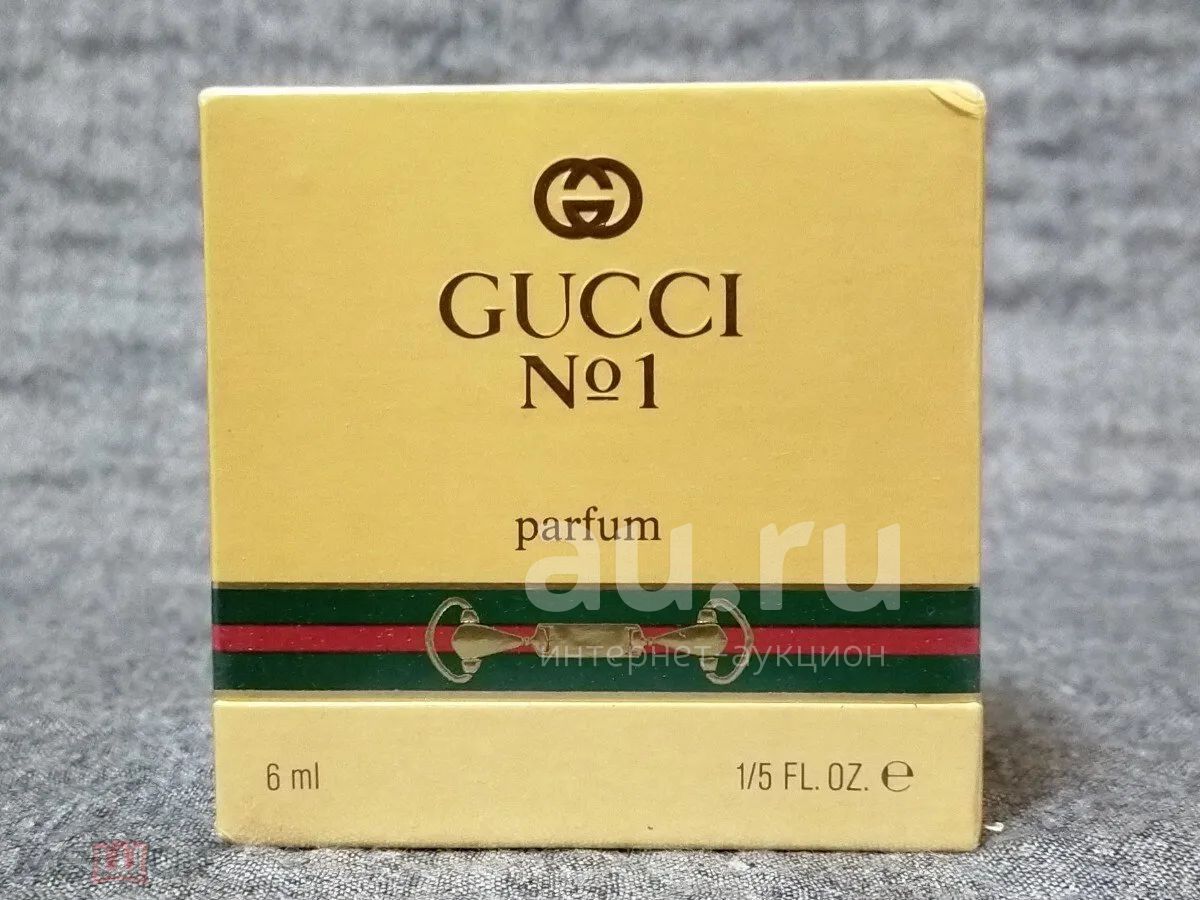 GUCCI
Nº1
parfum
au.ru
интернет-аукцион
6 ml
1/5 FL. OZ. ℮